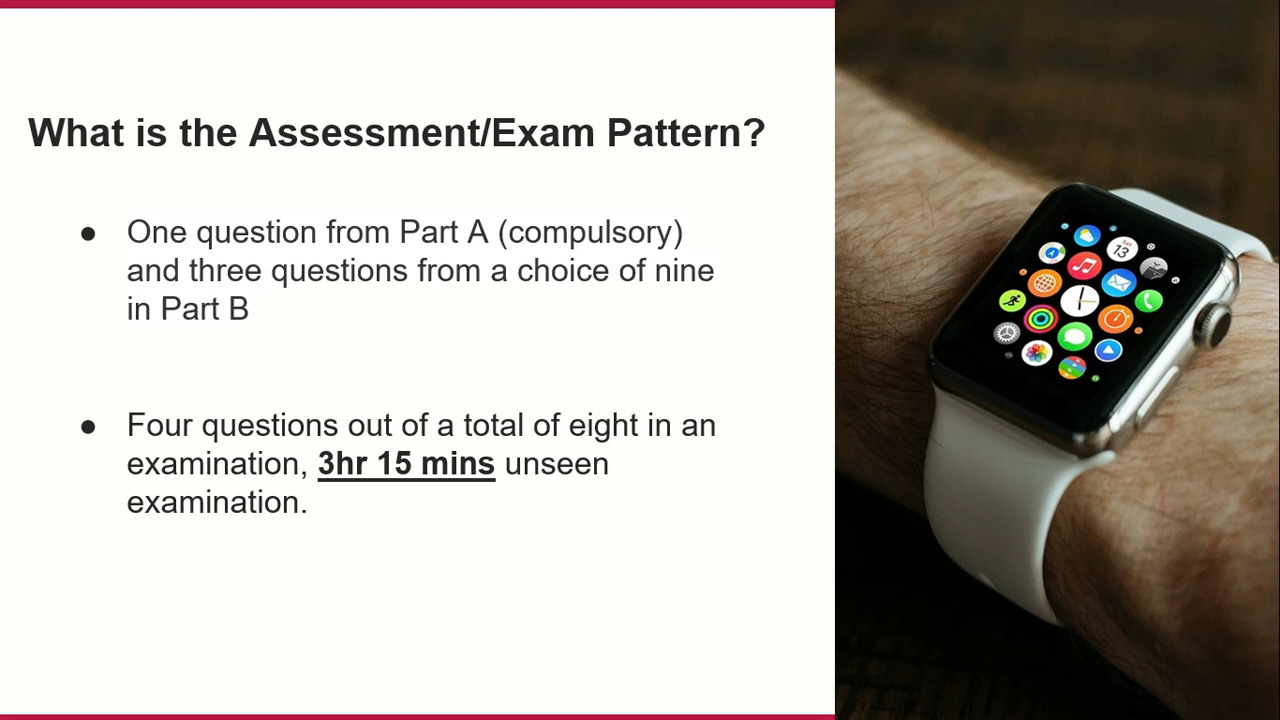 What is the Assessment/Exam Pattern?
● One question from Part A (compulsory)
and three questions from a choice of nine
in Part B
● Four questions out of a total of eight in an
examination, 3hr 15 mins unseen
examination.
13